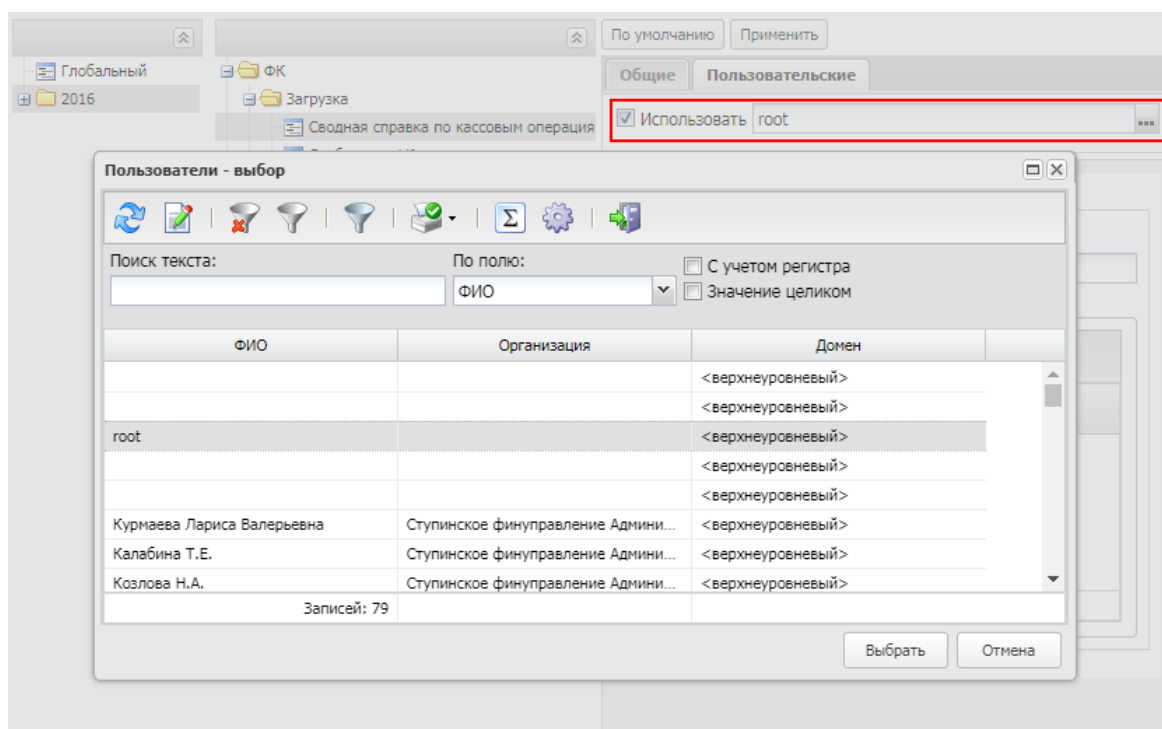 По умолчанию Применить
Глобальный
2016
ФК
Загрузка
Сводная справка по кассовым операция
Общие Пользовательские
Использовать root ...
Пользователи - выбор
Поиск текста: По полю:
ФИО
С учетом регистра
Значение целиком
ФИО Организация Домен
<верхнеуровневый>
<верхнеуровневый>
root <верхнеуровневый>
<верхнеуровневый>
<верхнеуровневый>
Курмаева Лариса Валерьевна Ступинское финуправление Админи... <верхнеуровневый>
Калабина Т.Е. Ступинское финуправление Админи... <верхнеуровневый>
Козлова Н.А. Ступинское финуправление Админи... <верхнеуровневый>
Записей: 79
Выбрать Отмена